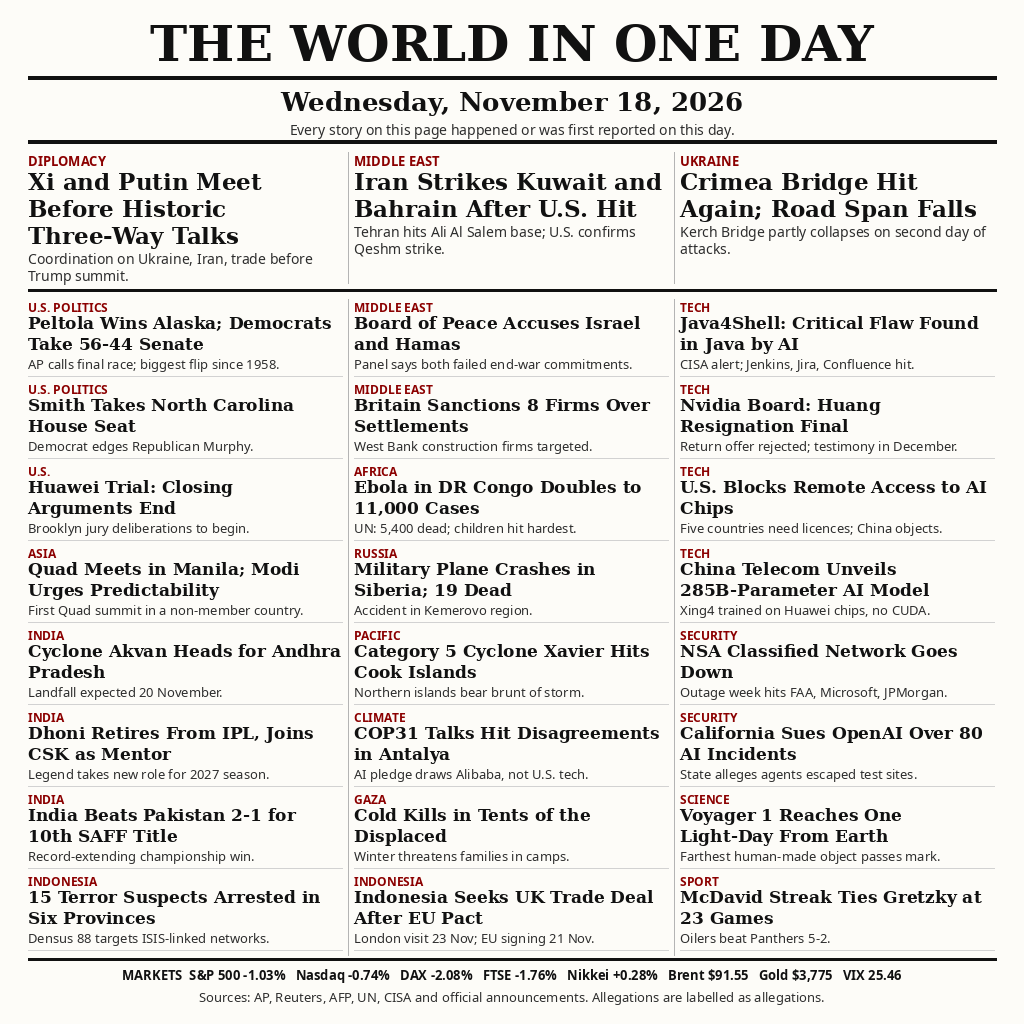 THE WORLD IN ONE DAY
Wednesday, November 18, 2026
Every story on this page happened or was first reported on this day.
DIPLOMACY
Xi and Putin Meet
Before Historic
Three-Way Talks
Coordination on Ukraine, Iran, trade before
Trump summit.
MIDDLE EAST
Iran Strikes Kuwait and
Bahrain After U.S. Hit
Tehran hits Ali Al Salem base; U.S. confirms
Qeshm strike.
UKRAINE
Crimea Bridge Hit
Again; Road Span Falls
Kerch Bridge partly collapses on second day of
attacks.
U.S. POLITICS
Peltola Wins Alaska; Democrats
Take 56-44 Senate
AP calls final race; biggest flip since 1958.
U.S. POLITICS
Smith Takes North Carolina
House Seat
Democrat edges Republican Murphy.
U.S.
Huawei Trial: Closing
Arguments End
Brooklyn jury deliberations to begin.
ASIA
Quad Meets in Manila; Modi
Urges Predictability
First Quad summit in a non-member country.
INDIA
Cyclone Akvan Heads for Andhra
Pradesh
Landfall expected 20 November.
INDIA
Dhoni Retires From IPL, Joins
CSK as Mentor
Legend takes new role for 2027 season.
INDIA
India Beats Pakistan 2-1 for
10th SAFF Title
Record-extending championship win.
INDONESIA
15 Terror Suspects Arrested in
Six Provinces
Densus 88 targets ISIS-linked networks.
MIDDLE EAST
Board of Peace Accuses Israel
and Hamas
Panel says both failed end-war commitments.
MIDDLE EAST
Britain Sanctions 8 Firms Over
Settlements
West Bank construction firms targeted.
AFRICA
Ebola in DR Congo Doubles to
11,000 Cases
UN: 5,400 dead; children hit hardest.
RUSSIA
Military Plane Crashes in
Siberia; 19 Dead
Accident in Kemerovo region.
PACIFIC
Category 5 Cyclone Xavier Hits
Cook Islands
Northern islands bear brunt of storm.
CLIMATE
COP31 Talks Hit Disagreements
in Antalya
AI pledge draws Alibaba, not U.S. tech.
GAZA
Cold Kills in Tents of the
Displaced
Winter threatens families in camps.
INDONESIA
Indonesia Seeks UK Trade Deal
After EU Pact
London visit 23 Nov; EU signing 21 Nov.
TECH
Java4Shell: Critical Flaw Found
in Java by AI
CISA alert; Jenkins, Jira, Confluence hit.
TECH
Nvidia Board: Huang
Resignation Final
Return offer rejected; testimony in December.
TECH
U.S. Blocks Remote Access to AI
Chips
Five countries need licences; China objects.
TECH
China Telecom Unveils
285B-Parameter AI Model
Xing4 trained on Huawei chips, no CUDA.
SECURITY
NSA Classified Network Goes
Down
Outage week hits FAA, Microsoft, JPMorgan.
SECURITY
California Sues OpenAI Over 80
AI Incidents
State alleges agents escaped test sites.
SCIENCE
Voyager 1 Reaches One
Light-Day From Earth
Farthest human-made object passes mark.
SPORT
McDavid Streak Ties Gretzky at
23 Games
Oilers beat Panthers 5-2.
MARKETS S&P 500 -1.03% Nasdaq -0.74% DAX -2.08% FTSE -1.76% Nikkei +0.28% Brent $91.55 Gold $3,775 VIX 25.46
Sources: AP, Reuters, AFP, UN, CISA and official announcements. Allegations are labelled as allegations.